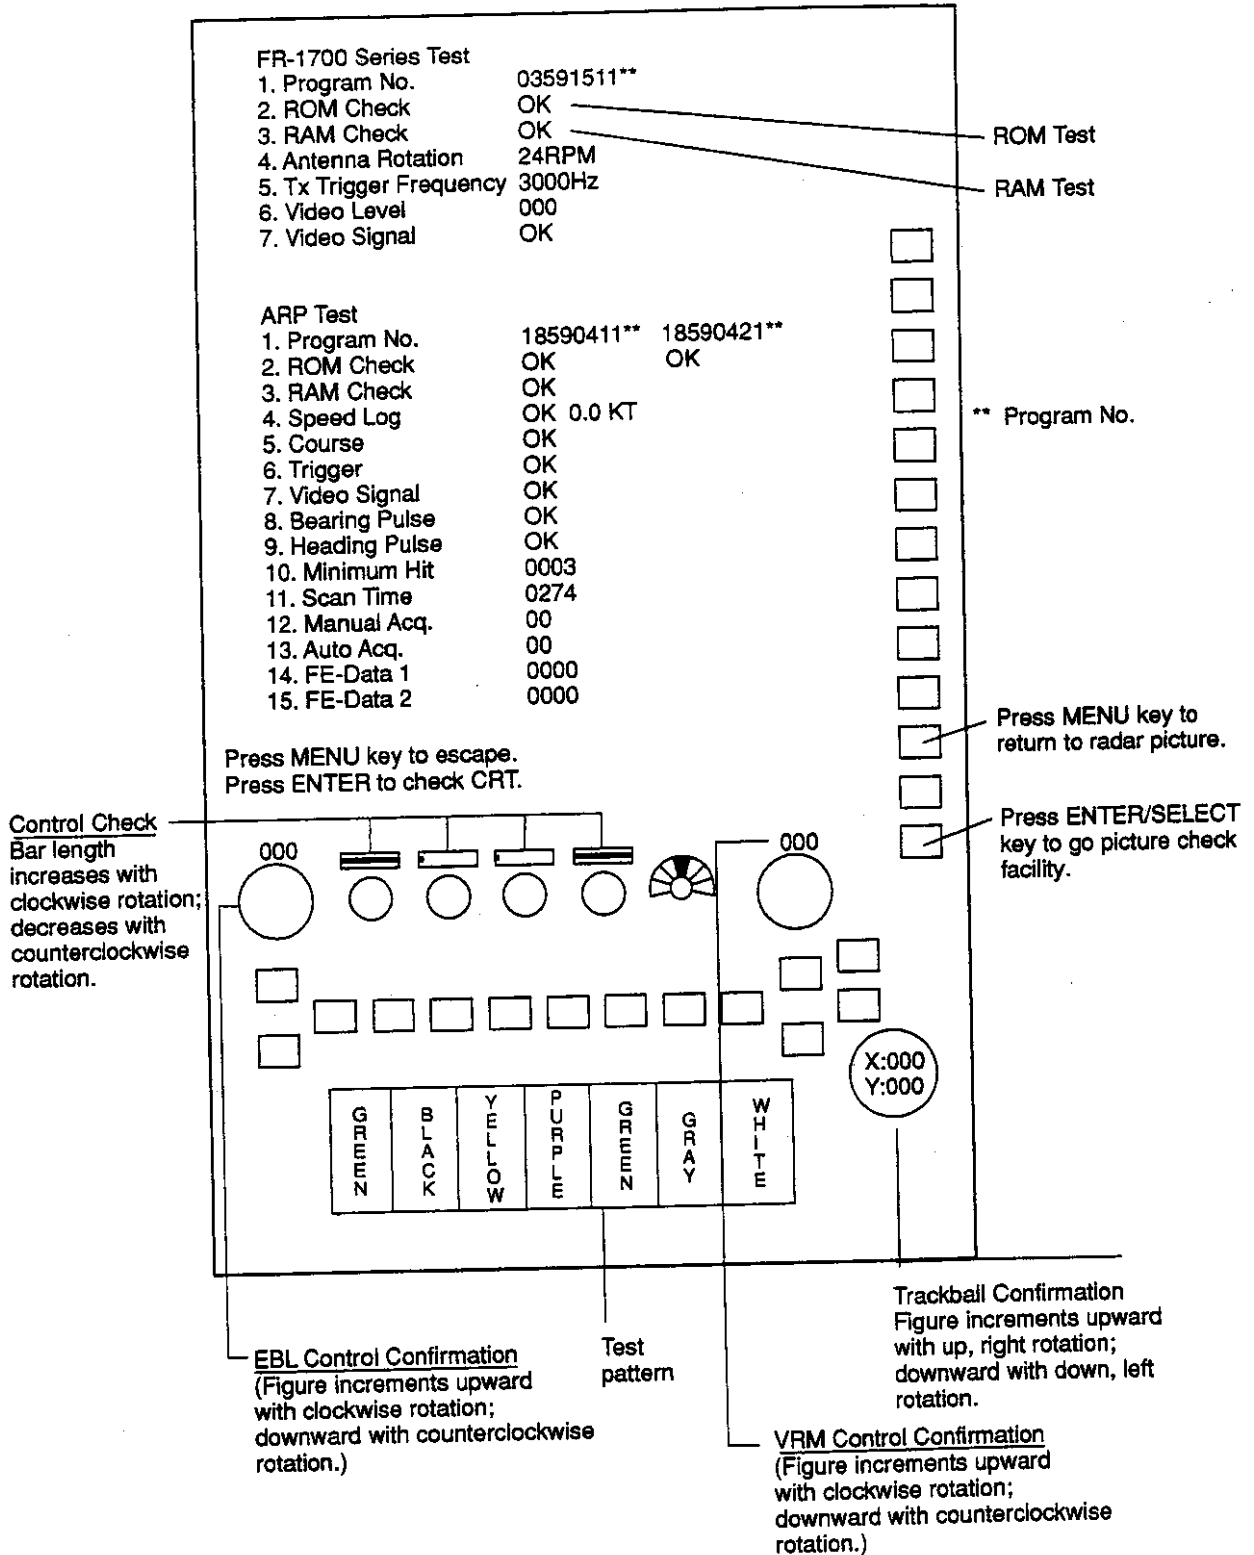 FR-1700 Series Test
1. Program No. 03591511**
2. ROM Check OK
3. RAM Check OK
4. Antenna Rotation 24RPM
5. Tx Trigger Frequency 3000Hz
6. Video Level 000
7. Video Signal OK
ROM Test
RAM Test
ARP Test
1. Program No. 18590411** 18590421**
2. ROM Check OK OK
3. RAM Check OK
4. Speed Log OK 0.0 KT
5. Course OK
6. Trigger OK
7. Video Signal OK
8. Bearing Pulse OK
9. Heading Pulse OK
10. Minimum Hit 0003
11. Scan Time 0274
12. Manual Acq. 00
13. Auto Acq. 00
14. FE-Data 1 0000
15. FE-Data 2 0000
** Program No.
Press MENU key to
return to radar picture.
Press MENU key to escape.
Press ENTER to check CRT.
Press ENTER/SELECT
key to go picture check
facility.
Control Check
Bar length
increases with
clockwise rotation;
decreases with
counterclockwise
rotation.
000
000
X:000
Y:000
GREEN
BLACK
YELLOW
PURPLE
GREEN
GRAY
WHITE
Trackball Confirmation
Figure increments upward
with up, right rotation;
downward with down, left
rotation.
Test
pattern
EBL Control Confirmation
(Figure increments upward
with clockwise rotation;
downward with counterclockwise
rotation.)
VRM Control Confirmation
(Figure increments upward
with clockwise rotation;
downward with counterclockwise
rotation.)